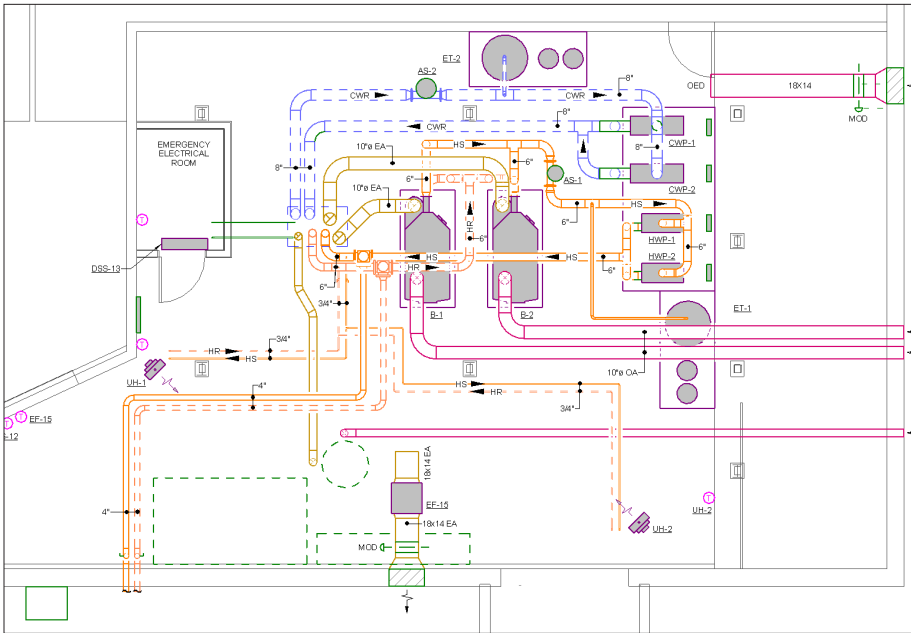 ET-2
AS-2
CWR
CWR
8"
OED
18X14
MOD
CWR
8"
HS
EMERGENCY
ELECTRICAL
ROOM
10"ø EA
8"
8"
CWP-1
6"
6"
AS-1
CWP-2
10"ø EA
HS
6"
HR
6"
T
HWP-1
6"
HS
HS
DSS-13
HR
6"
HWP-2
6"
3/4"
B-1
B-2
ET-1
3/4"
HR
HS
T
10"ø OA
UH-1
HS
HR
4"
3/4"
EF-15
T
T
-12
18x14 EA
EF-15
T
UH-2
4"
18x14 EA
UH-2
MOD